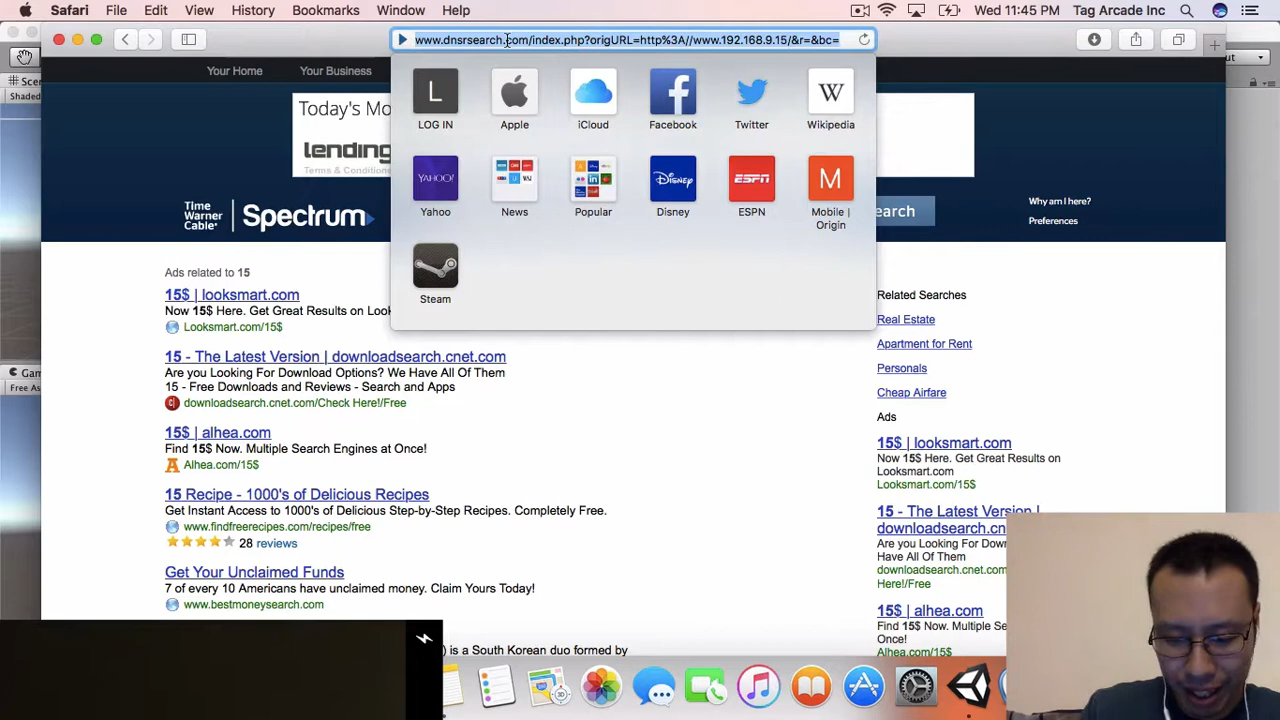 Safari File Edit View History Bookmarks Window Help Wed 11:45 PM Tag Arcade Inc
www.dnsrsearch.com/index.php?origURL=http%3A//www.192.168.9.15/&r=&bc=
Your Home Your Business
Today's Mo
lending
Terms & Conditions
LOG IN Apple iCloud Facebook Twitter Wikipedia
Yahoo News Popular Disney ESPN Mobile | Origin
Steam
Time Warner Cable Spectrum
earch
Why am I here?
Preferences
Scen
Shaded
Gam
Free As
Ads related to 15
15$ | looksmart.com
Now 15$ Here. Get Great Results on Lo
Looksmart.com/15$
15 - The Latest Version | downloadsearch.cnet.com
Are you Looking For Download Options? We Have All Of Them
15 - Free Downloads and Reviews - Search and Apps
downloadsearch.cnet.com/Check Here!/Free
15$ | alhea.com
Find 15$ Now. Multiple Search Engines at Once!
Alhea.com/15$
15 Recipe - 1000's of Delicious Recipes
Get Instant Access to 1000's of Delicious Step-by-Step Recipes. Completely Free.
www.findfreerecipes.com/recipes/free
28 reviews
Get Your Unclaimed Funds
7 of every 10 Americans have unclaimed money. Claim Yours Today!
www.bestmoneysearch.com
) is a South Korean duo formed by
Related Searches
Real Estate
Apartment for Rent
Personals
Cheap Airfare
Ads
15$ | looksmart.com
Now 15$ Here. Get Great Results on
Looksmart.com
Looksmart.com/15$
15 - The Latest Version |
downloadsearch.cn
Are you Looking For Down
Have All Of Them
downloadsearch.cnet.com
Here!/Free
15$ | alhea.com
Find 15$ Now. Multiple Sea
Once!
Alhea.com/15$